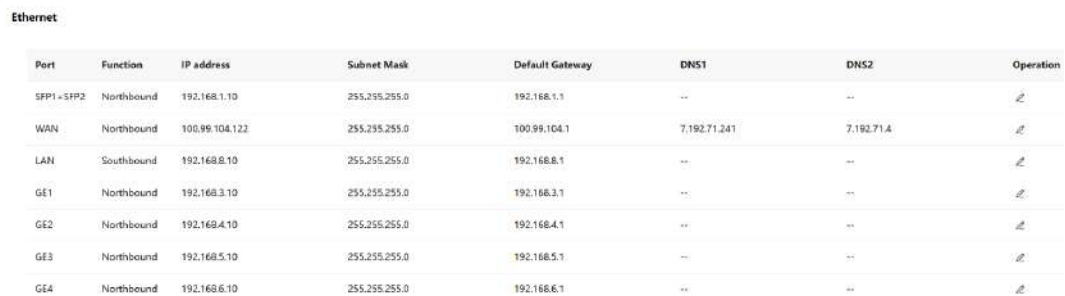 Ethernet
Port Function IP address Subnet Mask Default Gateway DNS1 DNS2 Operation
SFP1+SFP2 Northbound 192.168.1.10 255.255.255.0 192.168.1.1 -- --
WAN Northbound 100.99.104.122 255.255.255.0 100.99.104.1 7.192.71.241 7.192.71.4
LAN Southbound 192.168.8.10 255.255.255.0 192.168.8.1 -- --
GE1 Northbound 192.168.3.10 255.255.255.0 192.168.3.1 -- --
GE2 Northbound 192.168.4.10 255.255.255.0 192.168.4.1 -- --
GE3 Northbound 192.168.5.10 255.255.255.0 192.168.5.1 -- --
GE4 Northbound 192.168.6.10 255.255.255.0 192.168.6.1 -- --